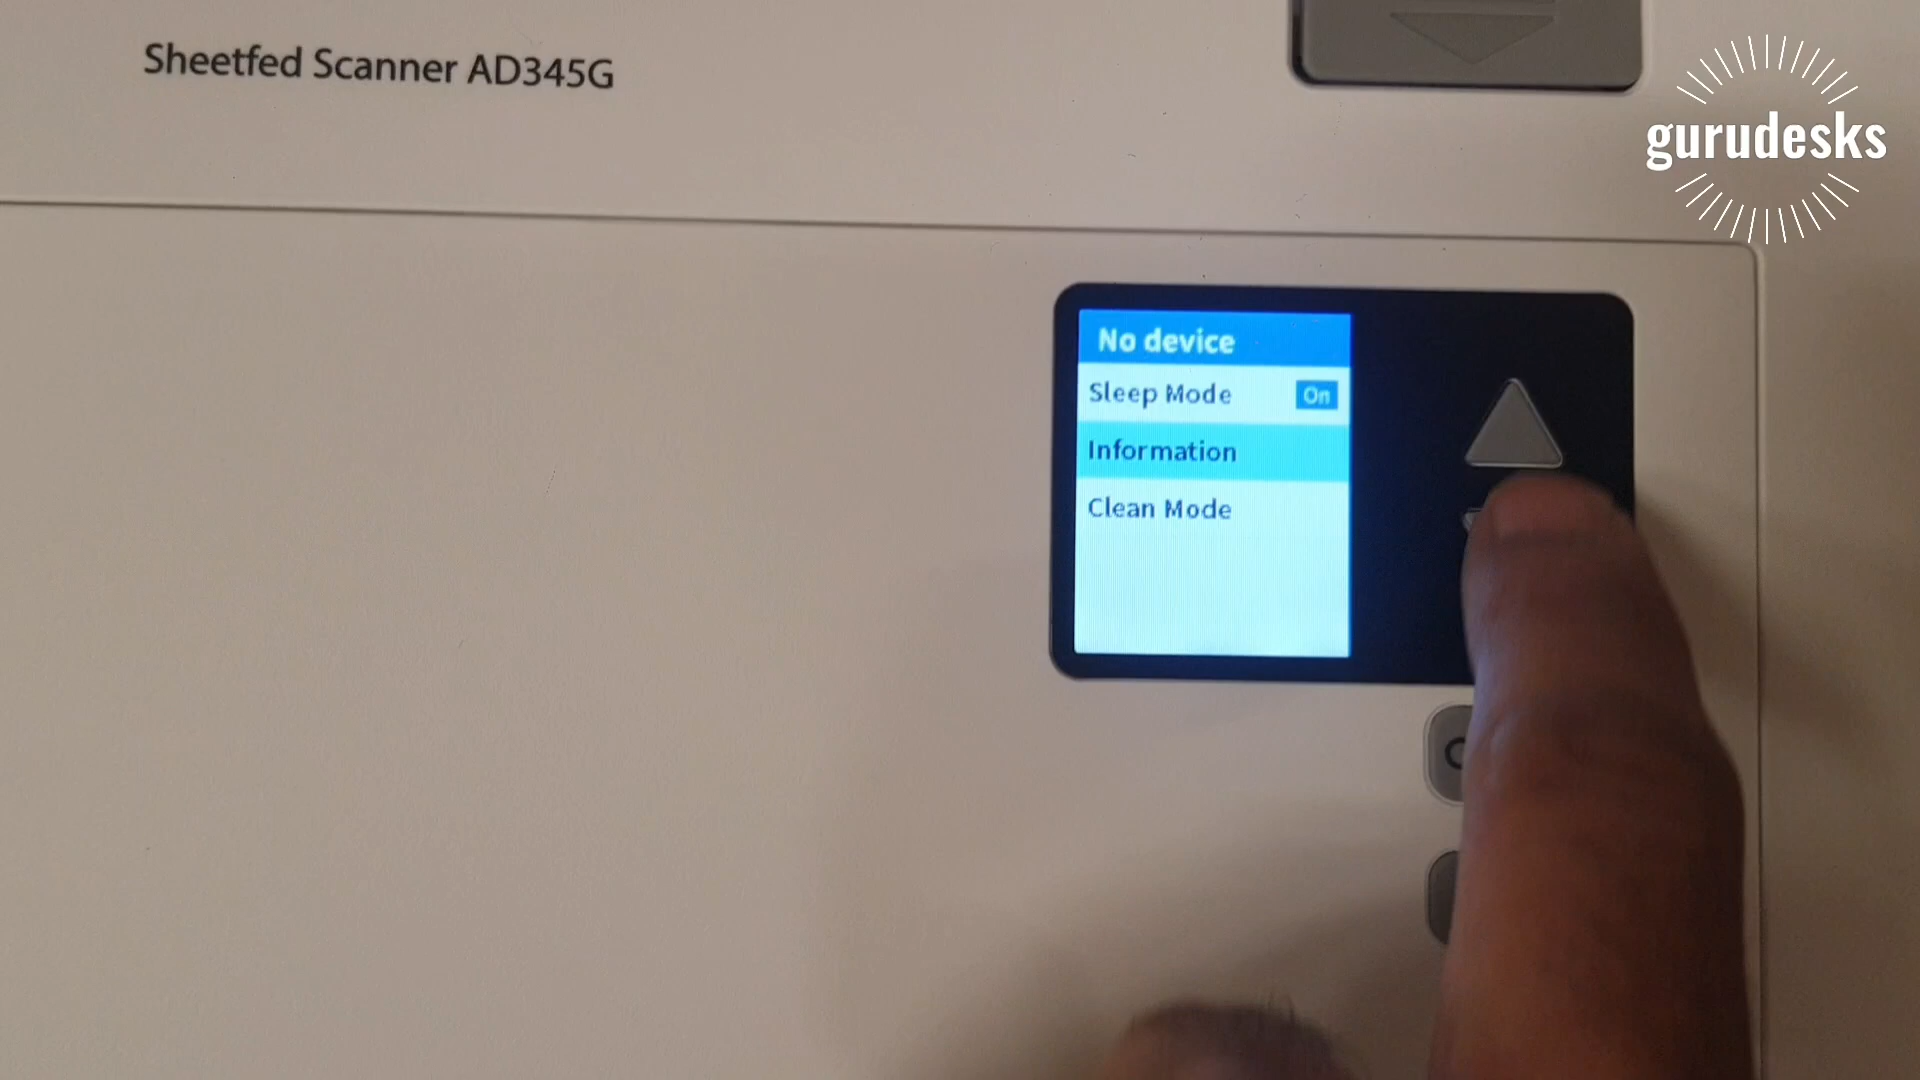 Sheetfed Scanner AD345G
gurudesks
No device
Sleep Mode On
Information
Clean Mode